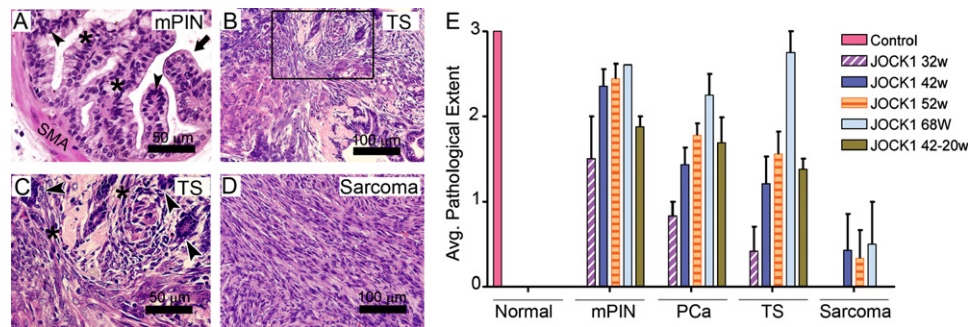 A mPIN
SMA
50 μm
B TS
100 μm
C TS
50 μm
D Sarcoma
100 μm
E
Avg. Pathological Extent
3
2
1
0
Normal mPIN PCa TS Sarcoma
Control
JOCK1 32w
JOCK1 42w
JOCK1 52w
JOCK1 68W
JOCK1 42-20w